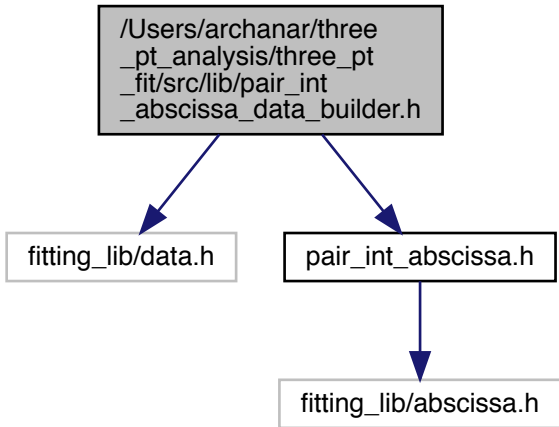 /Users/archanar/three
_pt_analysis/three_pt
_fit/src/lib/pair_int
_abscissa_data_builder.h
fitting_lib/data.h
pair_int_abscissa.h
fitting_lib/abscissa.h